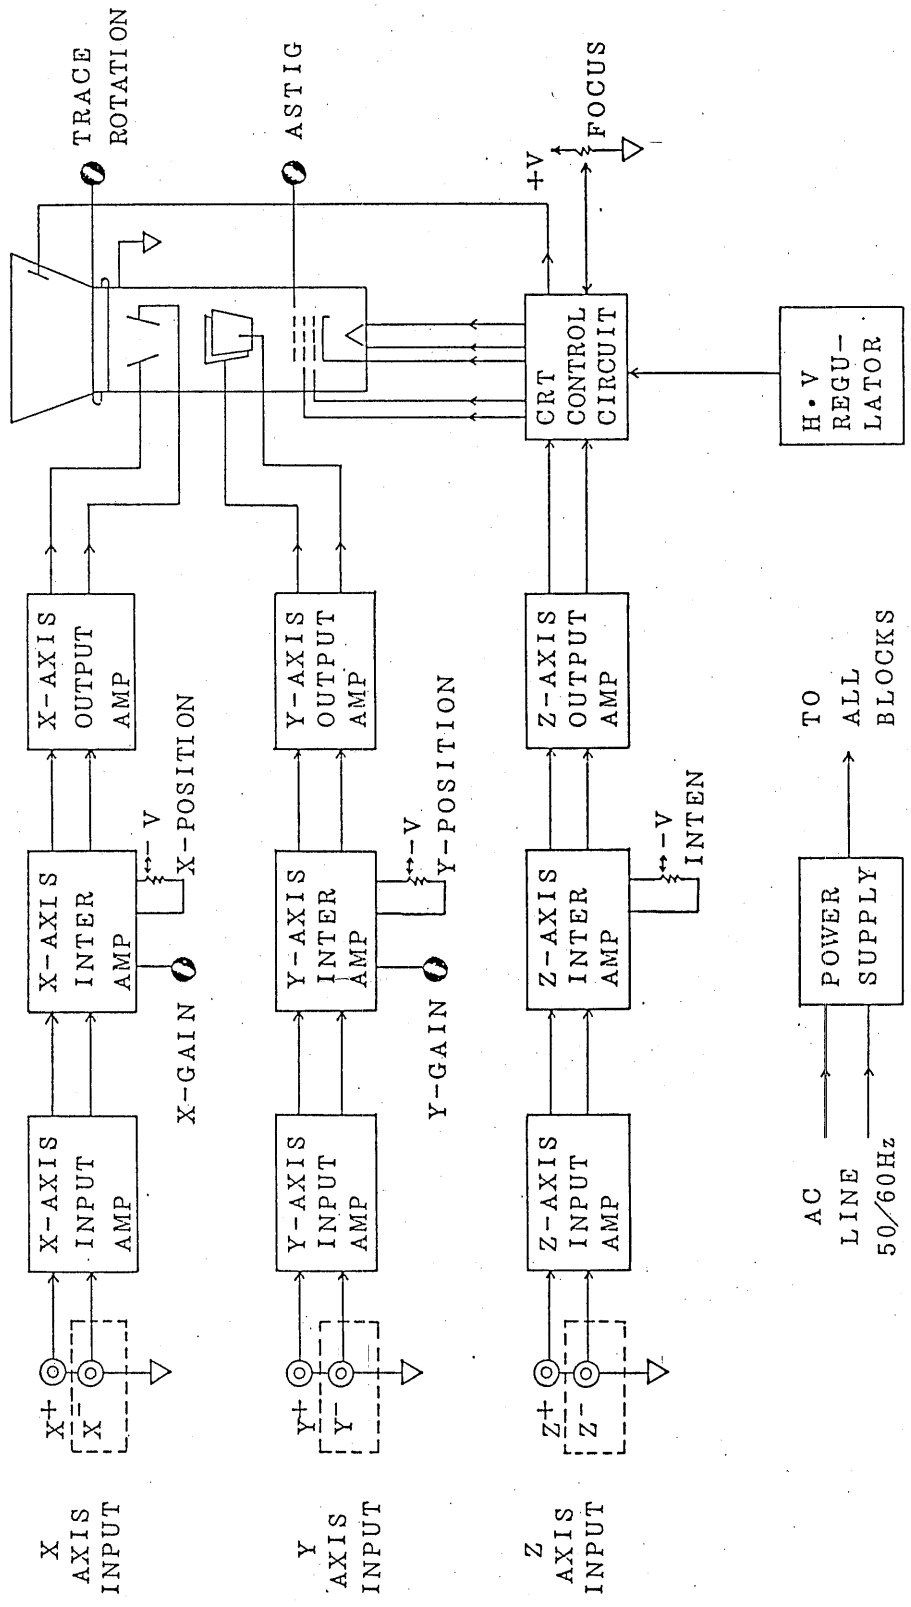 X
AXIS
INPUT
X+
X-
X-AXIS
INPUT
AMP
X-GAIN
X-AXIS
INTER
AMP
-V
X-POSITION
X-AXIS
OUTPUT
AMP
TRACE
ROTATION
Y
AXIS
INPUT
Y+
Y-
Y-AXIS
INPUT
AMP
Y-GAIN
Y-AXIS
INTER
AMP
-V
Y-POSITION
Y-AXIS
OUTPUT
AMP
ASTIG
Z
AXIS
INPUT
Z+
Z-
Z-AXIS
INPUT
AMP
Z-AXIS
INTER
AMP
-V
INTEN
Z-AXIS
OUTPUT
AMP
CRT
CONTROL
CIRCUIT
+V
FOCUS
AC
LINE
50/60Hz
POWER
SUPPLY
TO
ALL
BLOCKS
H·V
REGU-
LATOR